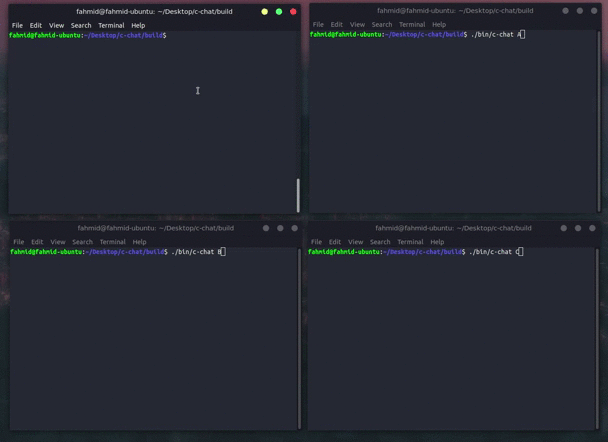 fahmid@fahmid-ubuntu: ~/Desktop/c-chat/build
File Edit View Search Terminal Help
fahmid@fahmid-ubuntu:~/Desktop/c-chat/build$
fahmid@fahmid-ubuntu: ~/Desktop/c-chat/build
File Edit View Search Terminal Help
fahmid@fahmid-ubuntu:~/Desktop/c-chat/build$ ./bin/c-chat A
fahmid@fahmid-ubuntu: ~/Desktop/c-chat/build
File Edit View Search Terminal Help
fahmid@fahmid-ubuntu:~/Desktop/c-chat/build$ ./bin/c-chat B
fahmid@fahmid-ubuntu: ~/Desktop/c-chat/build
File Edit View Search Terminal Help
fahmid@fahmid-ubuntu:~/Desktop/c-chat/build$ ./bin/c-chat C